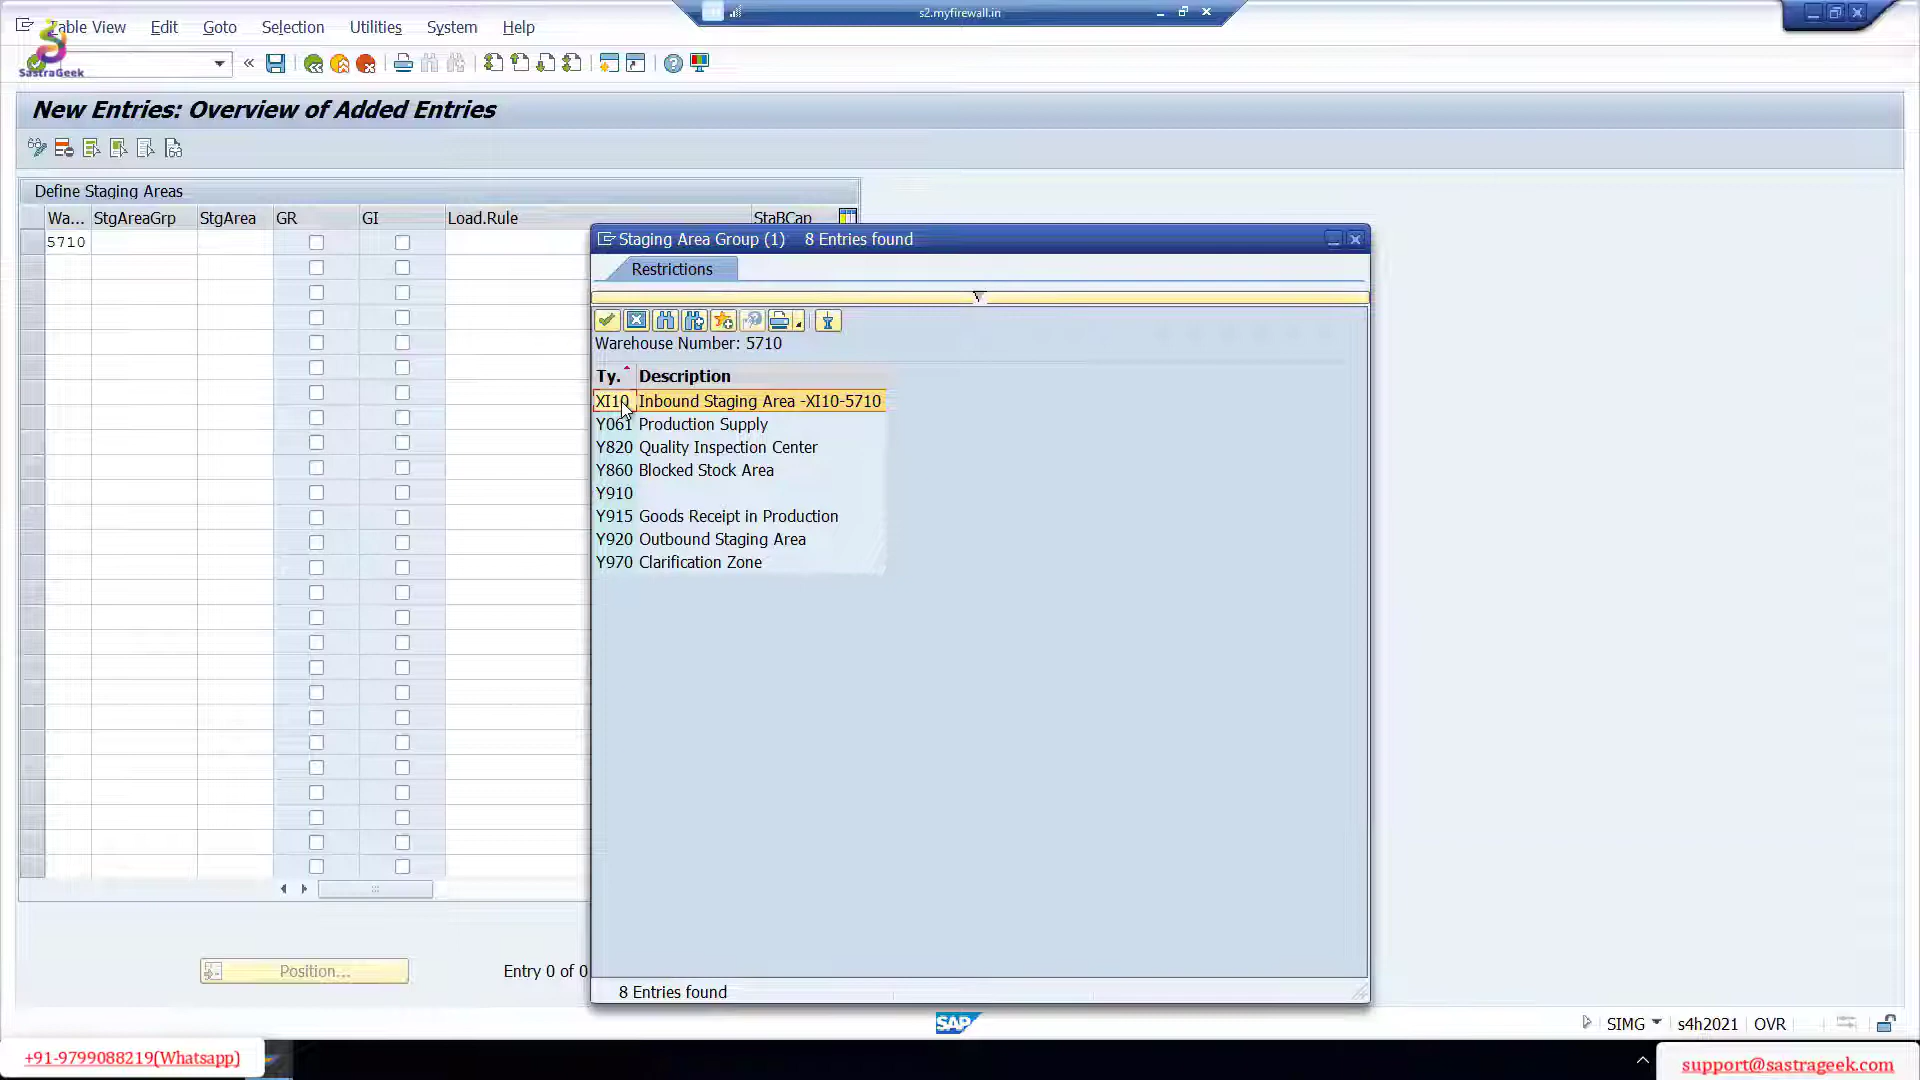 s2.myfirewall.in
Table View Edit Goto Selection Utilities System Help
SastraGeek
New Entries: Overview of Added Entries
Define Staging Areas
Wa... StgAreaGrp StgArea GR GI Load.Rule StaBCap
5710
Staging Area Group (1) 8 Entries found
Restrictions
Warehouse Number: 5710
Ty. Description
XI10 Inbound Staging Area -XI10-5710
Y061 Production Supply
Y820 Quality Inspection Center
Y860 Blocked Stock Area
Y910
Y915 Goods Receipt in Production
Y920 Outbound Staging Area
Y970 Clarification Zone
Position...
Entry 0 of 0
8 Entries found
SAP
SIMG s4h2021 OVR
+91-9799088219(Whatsapp)
support@sastrageek.com